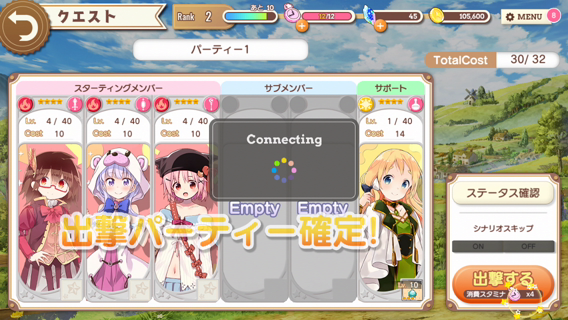 クエスト
Rank 2
あと 10
12/12
45
105,600
MENU 8
パーティー1
TotalCost 30/ 32
スターティングメンバー
サブメンバー
サポート
Lv. 4 / 40
Cost 10
Lv. 4 / 40
Cost 10
Lv. 4 / 40
Cost 10
Lv. 1 / 40
Cost 14
Connecting
Empty
Empty
出撃パーティー確定!
Lv. 10
ステータス確認
シナリオスキップ
ON OFF
出撃する
消費スタミナ x4